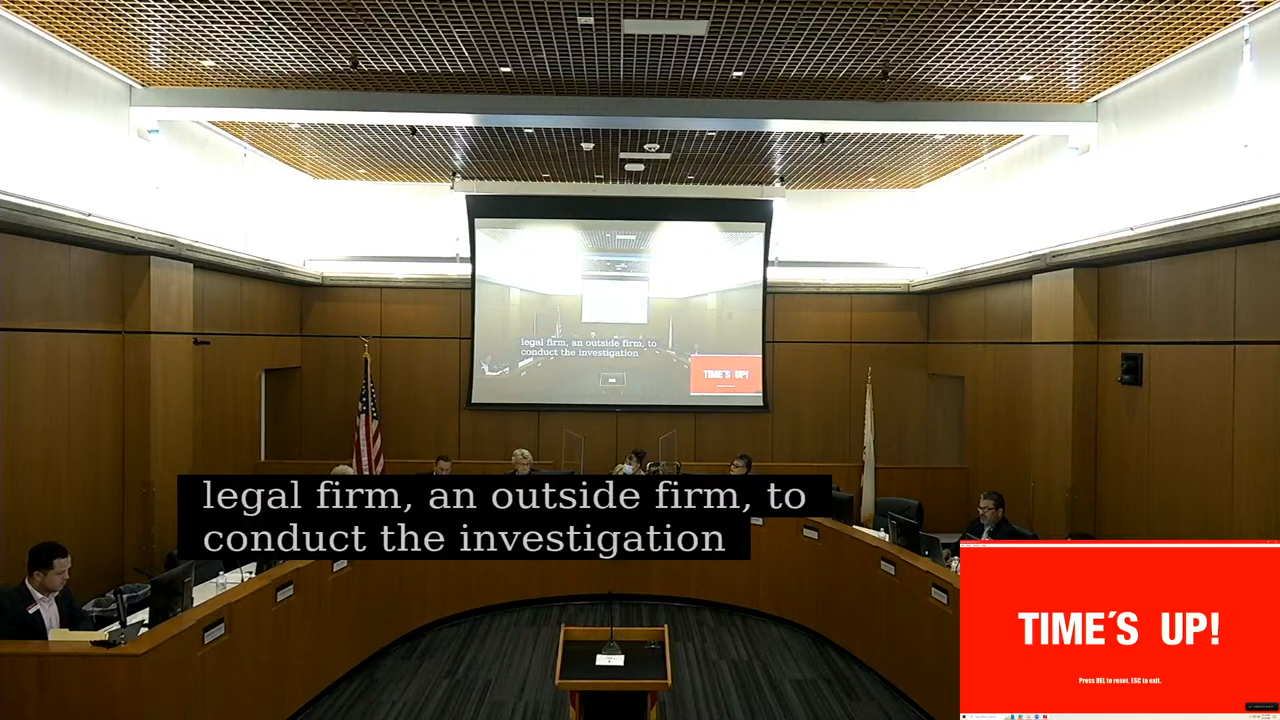 legal firm, an outside firm, to
conduct the investigation
TIME'S UP!
legal firm, an outside firm, to
conduct the investigation
TIME´S UP!
Press DEL to reset, ESC to exit.